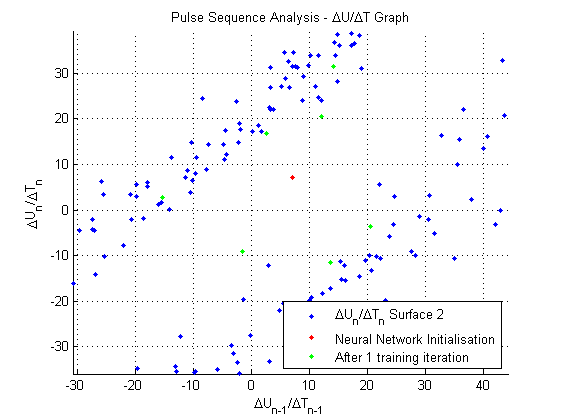 Pulse Sequence Analysis - ΔU/ΔT Graph
ΔUn/ΔTn
30
20
10
0
-10
-20
-30
ΔUn/ΔTn Surface 2
Neural Network Initialisation
After 1 training iteration
-30 -20 -10 0 10 20 30 40
ΔUn-1/ΔTn-1